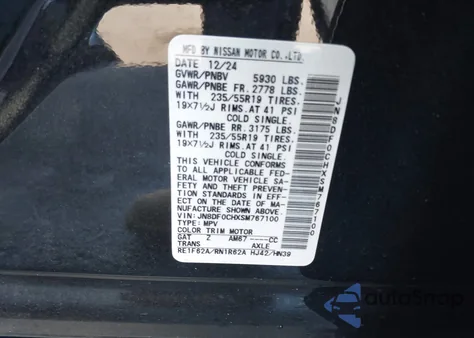 MFD BY NISSAN MOTOR CO.,LTD.
DATE 12/24
GVWR/PNBV 5930 LBS.
GAWR/PNBE FR. 2778 LBS.
WITH 235/55R19 TIRES.
19X7½J RIMS.AT 41 PSI
COLD SINGLE.
GAWR/PNBE RR. 3175 LBS.
WITH 235/55R19 TIRES.
19X7½J RIMS.AT 41 PSI
COLD SINGLE.
THIS VEHICLE CONFORMS
TO ALL APPLICABLE FED-
ERAL MOTOR VEHICLE SA-
FETY AND THEFT PREVEN-
TION STANDARDS IN EFF-
ECT ON THE DATE OF MA-
NUFACTURE SHOWN ABOVE.
VIN:JN8DF0CHXSM767100
TYPE: MPV
COLOR TRIM MOTOR
GAT Z AM67 ----CC
TRANS AXLE
RE1F62A/RN1R62A HJ42/HN39
JN8DF0CHXSM767100
AutoSnap